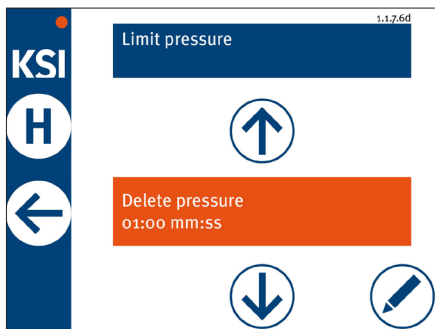 1.1.7.6d
KSI
Limit pressure
H
Delete pressure
01:00 mm:ss